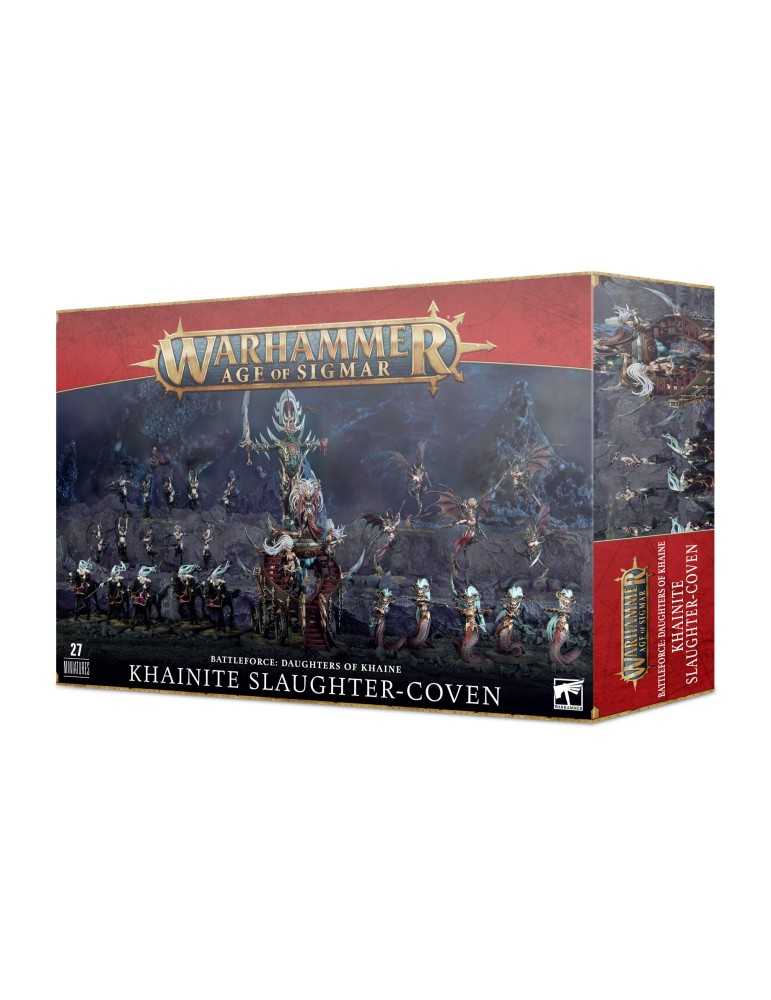 WARHAMMER
AGE OF SIGMAR
27
MINIATURES
BATTLEFORCE: DAUGHTERS OF KHAINE
KHAINITE SLAUGHTER-COVEN
WARHAMMER
WARHAMMER
AGE OF SIGMAR
BATTLEFORCE: DAUGHTERS OF KHAINE
KHAINITE
SLAUGHTER-COVEN